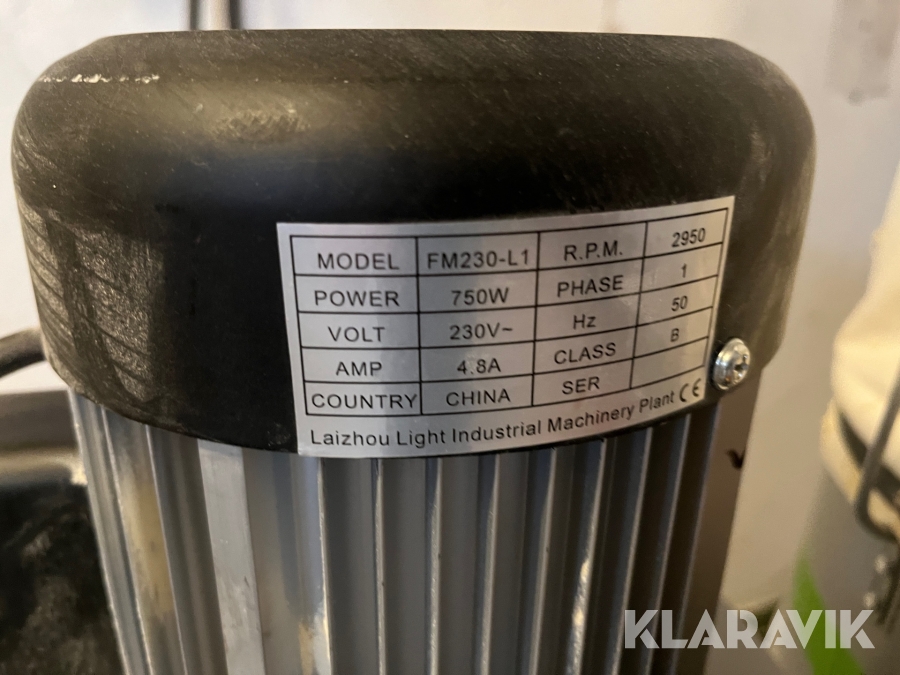 MODEL FM230-L1 R.P.M. 2950
POWER 750W PHASE 1
VOLT 230V~ Hz 50
AMP 4.8A CLASS B
COUNTRY CHINA SER
Laizhou Light Industrial Machinery Plant CE
KLARAVIK